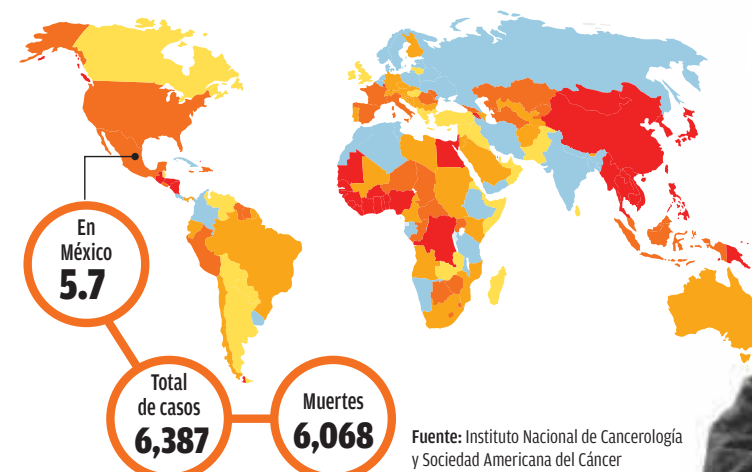 En
México
5.7
Total
de casos
6,387
Muertes
6,068
Fuente: Instituto Nacional de Cancerología
y Sociedad Americana del Cáncer